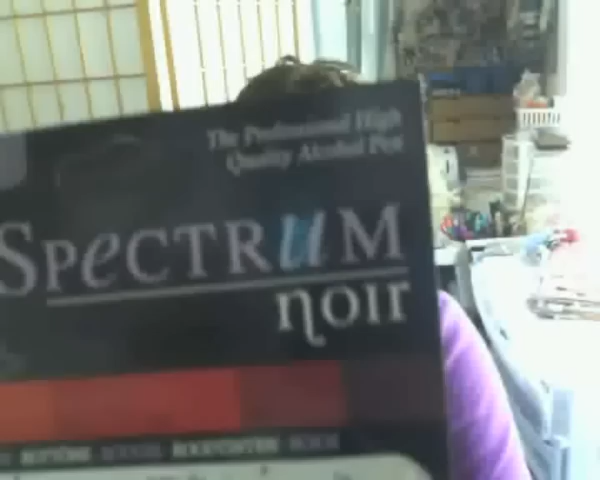 The Professional High
Quality Alcohol Pen
SPeCTRUM
noir